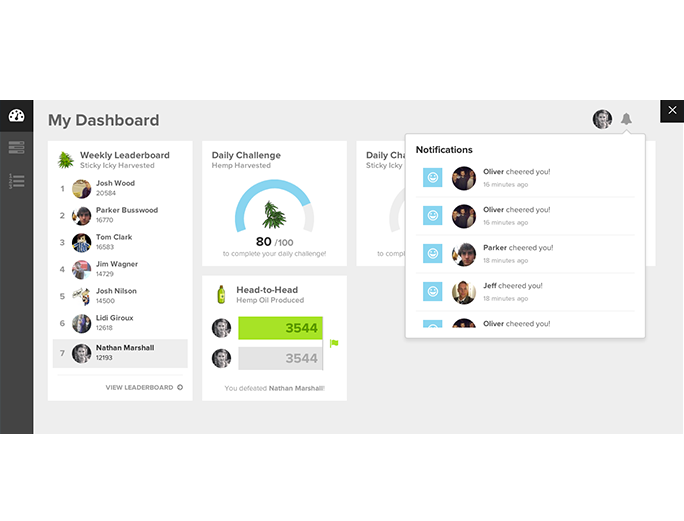 My Dashboard
Weekly Leaderboard
Sticky Icky Harvested
1 Josh Wood
20584
2 Parker Busswood
16770
3 Tom Clark
16583
4 Jim Wagner
14729
5 Josh Nilson
14500
6 Lidi Giroux
12618
7 Nathan Marshall
12193
VIEW LEADERBOARD
Daily Challenge
Hemp Harvested
80 /100
to complete your daily challenge!
Head-to-Head
Hemp Oil Produced
3544
3544
You defeated Nathan Marshall!
Daily Cha
Sticky Icky Har
to com
Notifications
Oliver cheered you!
16 minutes ago
Oliver cheered you!
16 minutes ago
Parker cheered you!
18 minutes ago
Jeff cheered you!
18 minutes ago
Oliver cheered you!